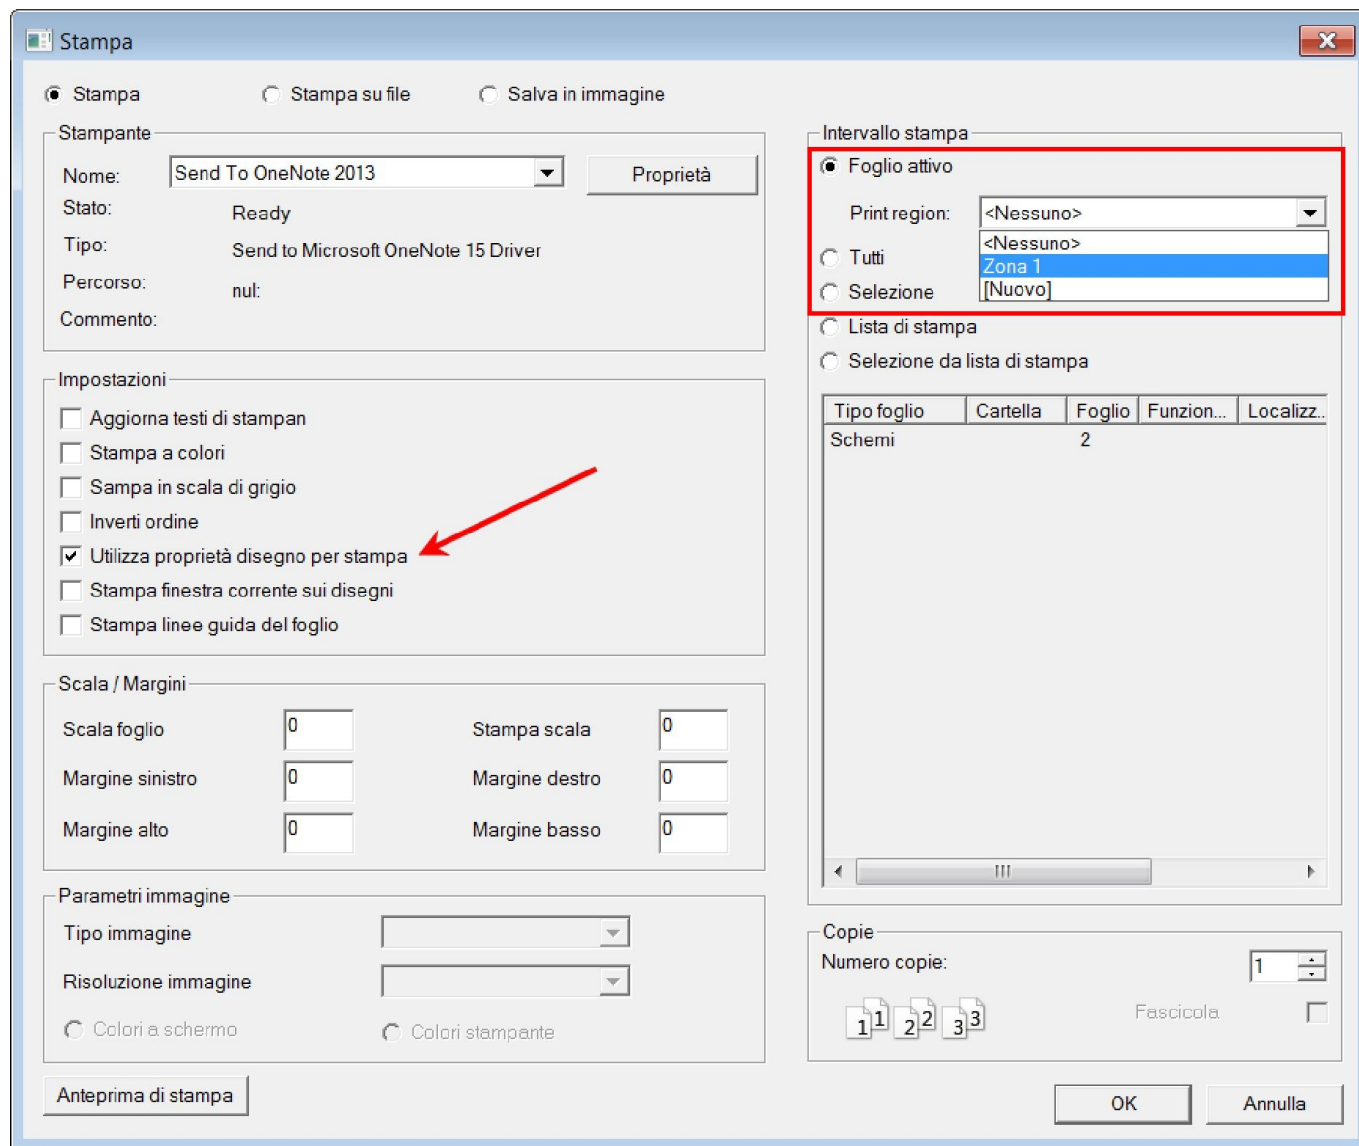 Stampa
Stampa Stampa su file Salva in immagine
Stampante
Nome: Send To OneNote 2013 Proprietà
Stato: Ready
Tipo: Send to Microsoft OneNote 15 Driver
Percorso: nul:
Commento:
Impostazioni
Aggiorna testi di stampan
Stampa a colori
Sampa in scala di grigio
Inverti ordine
Utilizza proprietà disegno per stampa
Stampa finestra corrente sui disegni
Stampa linee guida del foglio
Scala / Margini
Scala foglio 0 Stampa scala 0
Margine sinistro 0 Margine destro 0
Margine alto 0 Margine basso 0
Parametri immagine
Tipo immagine
Risoluzione immagine
Colori a schermo Colori stampante
Anteprima di stampa
Intervallo stampa
Foglio attivo
Print region: <Nessuno>
<Nessuno>
Tutti
Zona 1
Selezione [Nuovo]
Lista di stampa
Selezione da lista di stampa
Tipo foglio Cartella Foglio Funzion... Localizz..
Schemi 2
Copie
Numero copie: 1
1 1 2 2 3 3 Fascicola
OK Annulla